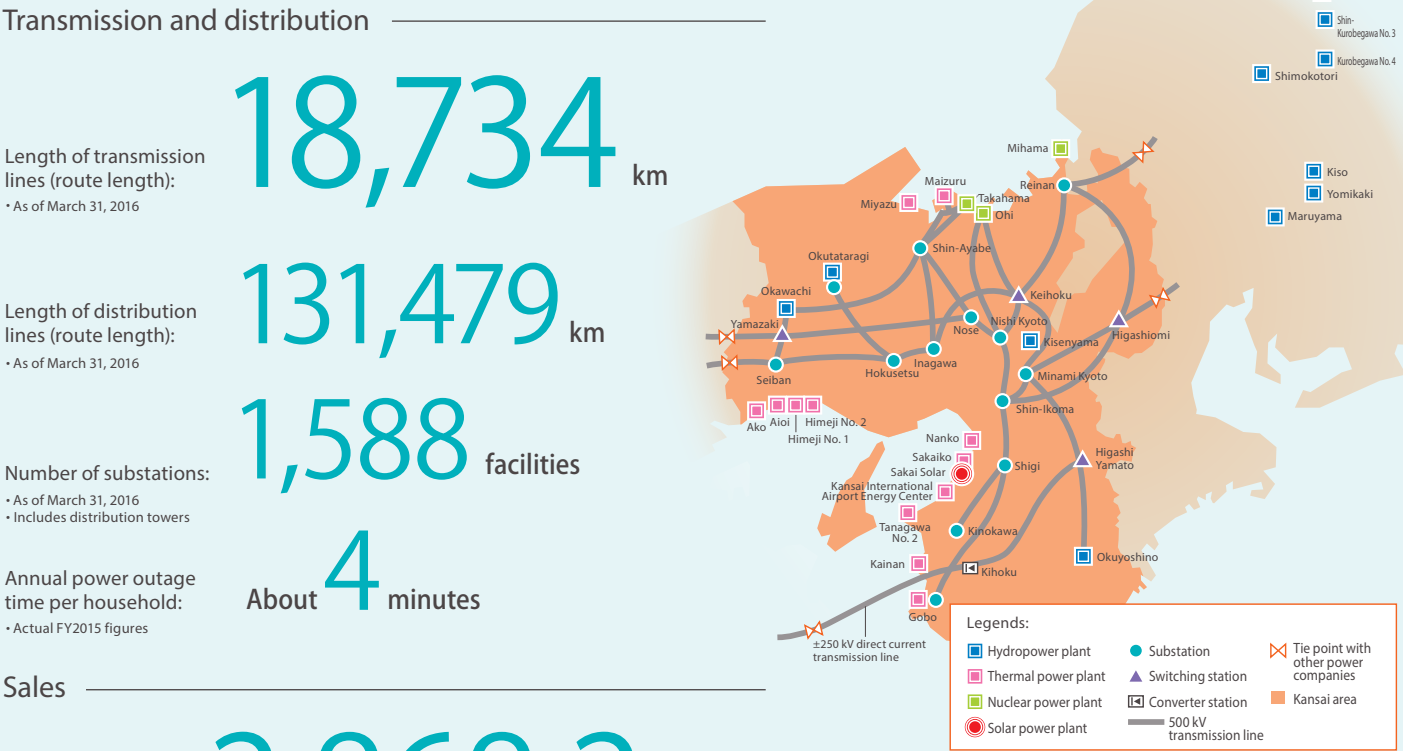 Transmission and distribution
Length of transmission
lines (route length):
• As of March 31, 2016
18,734 km
Length of distribution
lines (route length):
• As of March 31, 2016
131,479 km
Number of substations:
• As of March 31, 2016
• Includes distribution towers
1,588 facilities
Annual power outage
time per household:
• Actual FY2015 figures
About 4 minutes
Sales
Shin-
Kurobegawa No. 3
Kurobegawa No. 4
Shimokotori
Mihama
Kiso
Yomikaki
Maruyama
Maizuru
Reinan
Miyazu
Takahama
Ohi
Shin-Ayabe
Okutataragi
Okawachi
Keihoku
Yamazaki
Nose
Nishi Kyoto
Kisenyama
Higashiomi
Inagawa
Hokusetsu
Seiban
Minami Kyoto
Shin-Ikoma
Ako
Aioi
Himeji No. 2
Himeji No. 1
Nanko
Sakaiko
Sakai Solar
Shigi
Higashi
Yamato
Kansai International
Airport Energy Center
Tanagawa
No. 2
Kinokawa
Okuyoshino
Kainan
Kihoku
Gobo
±250 kV direct current
transmission line
Legends:
Hydropower plant
Thermal power plant
Nuclear power plant
Solar power plant
Substation
Switching station
Converter station
500 kV
transmission line
Tie point with
other power
companies
Kansai area